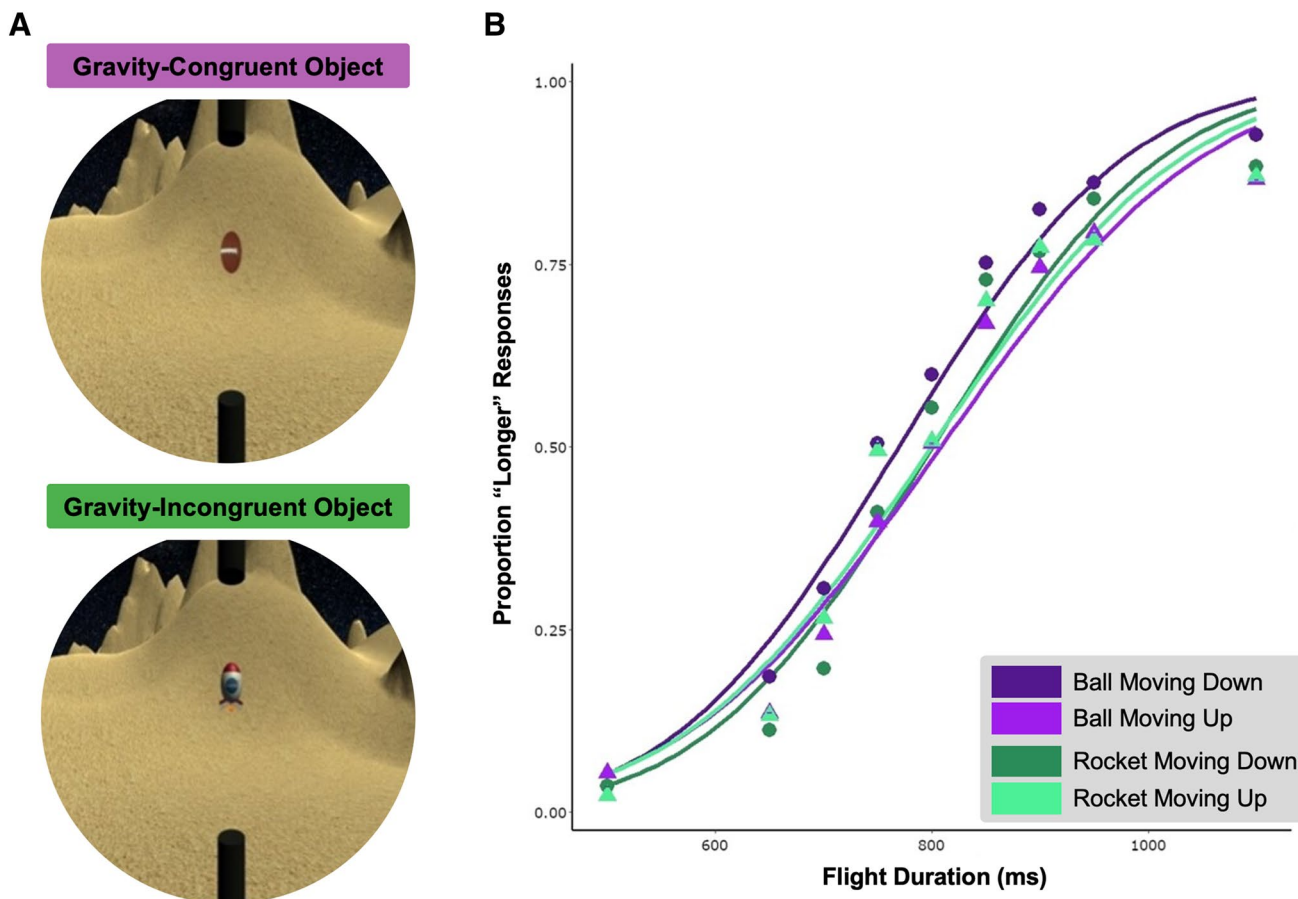 A
Gravity-Congruent Object
Gravity-Incongruent Object
B
Proportion “Longer” Responses
1.00
0.75
0.50
0.25
0.00
600
800
1000
Flight Duration (ms)
Ball Moving Down
Ball Moving Up
Rocket Moving Down
Rocket Moving Up